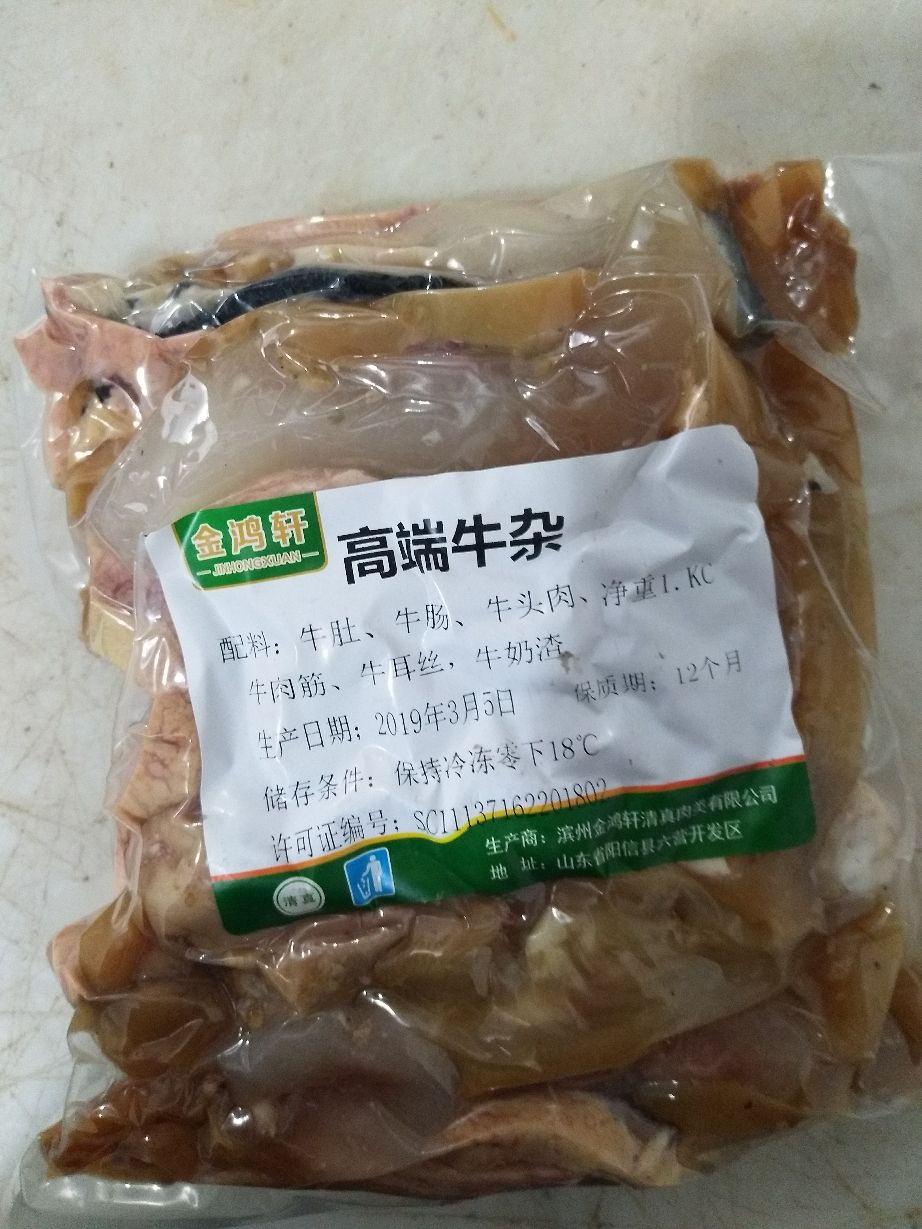 金鸿轩
JINHONGXUAN
高端牛杂
配料：牛肚、牛肠、牛头肉、净重1.KC
牛肉筋、牛耳丝，牛奶渣
生产日期；2019年3月5日 保质期：12个月
储存条件：保持冷冻零下18℃
许可证编号；SC11137162201802
生产商：滨州金鸿轩清真肉类有限公司
地 址：山东省阳信县六营开发区
清真